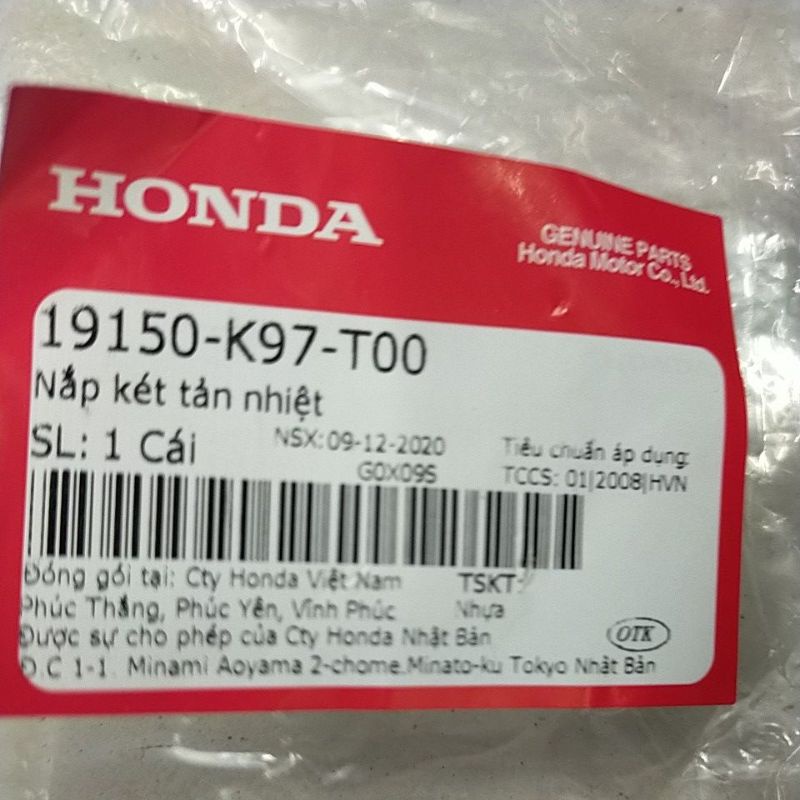 HONDA
GENUINE PARTS
Honda Motor Co., Ltd.
19150-K97-T00
Nắp két tản nhiệt
SL: 1 Cái
NSX: 09-12-2020
G0X09S
Tiêu chuẩn áp dụng:
TCCS: 01|2008|HVN
Đóng gói tại: Cty Honda Việt Nam
TSKT:
Phúc Thắng, Phúc Yên, Vĩnh Phúc
Nhựa
Được sự cho phép của Cty Honda Nhật Bản
OTK
Đ.C 1-1. Minami Aoyama 2-chome.Minato-ku Tokyo Nhật Bản